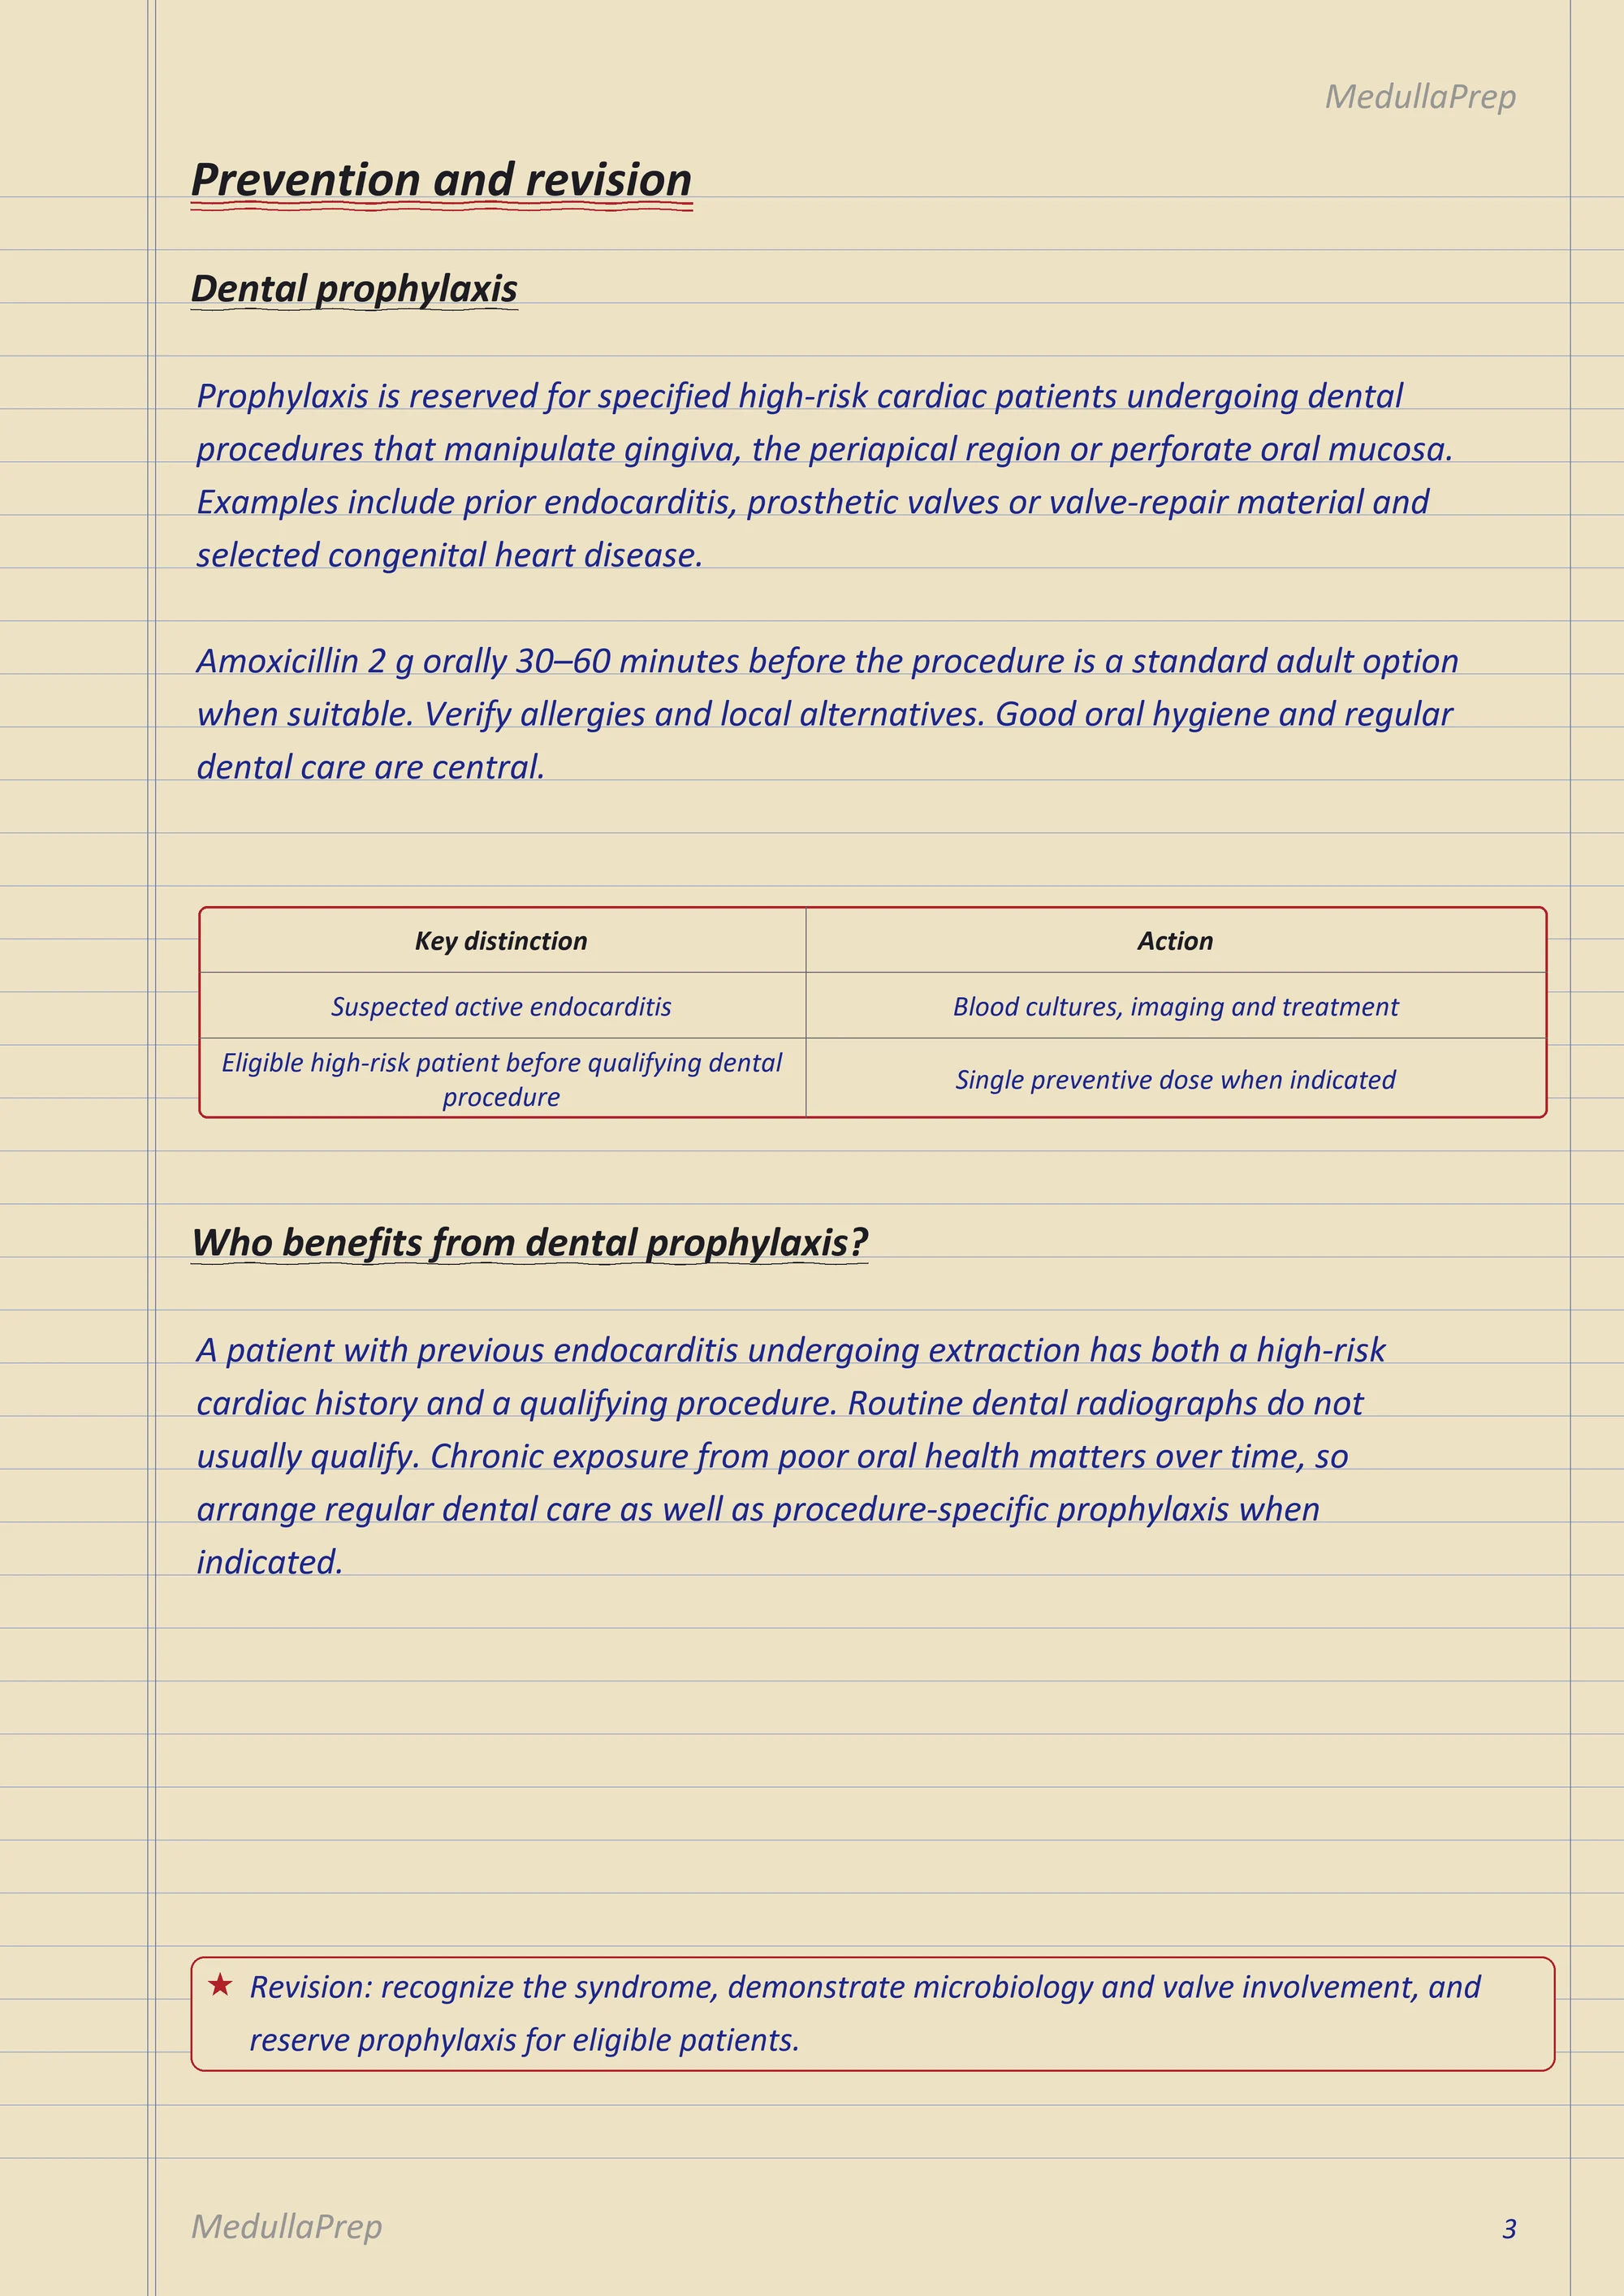 MedullaPrep
Prevention and revision
Dental prophylaxis
Prophylaxis is reserved for specified high-risk cardiac patients undergoing dental
procedures that manipulate gingiva, the periapical region or perforate oral mucosa.
Examples include prior endocarditis, prosthetic valves or valve-repair material and
selected congenital heart disease.
Amoxicillin 2 g orally 30–60 minutes before the procedure is a standard adult option
when suitable. Verify allergies and local alternatives. Good oral hygiene and regular
dental care are central.
Key distinction
Action
Suspected active endocarditis
Blood cultures, imaging and treatment
Eligible high-risk patient before qualifying dental
procedure
Single preventive dose when indicated
Who benefits from dental prophylaxis?
A patient with previous endocarditis undergoing extraction has both a high-risk
cardiac history and a qualifying procedure. Routine dental radiographs do not
usually qualify. Chronic exposure from poor oral health matters over time, so
arrange regular dental care as well as procedure-specific prophylaxis when
indicated.
★ Revision: recognize the syndrome, demonstrate microbiology and valve involvement, and
reserve prophylaxis for eligible patients.
MedullaPrep
3